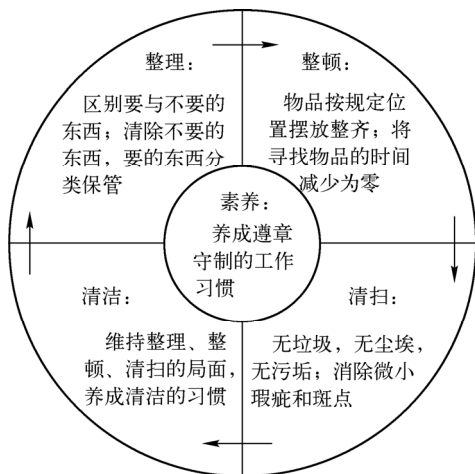 整理：
区别要与不要的
东西；清除不要的
东西，要的东西分
类保管
整顿：
物品按规定位
置摆放整齐；将
寻找物品的时间
减少为零
素养：
养成遵章
守制的工作
习惯
清洁：
维持整理、整
顿、清扫的局面，
养成清洁的习惯
清扫：
无垃圾，无尘埃，
无污垢；消除微小
瑕疵和斑点